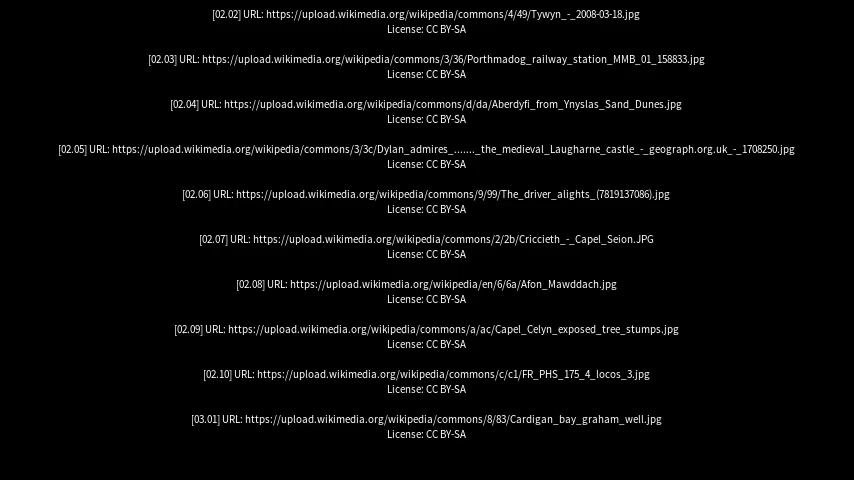 [02.02] URL: https://upload.wikimedia.org/wikipedia/commons/4/49/Tywyn_-_2008-03-18.jpg
License: CC BY-SA
[02.03] URL: https://upload.wikimedia.org/wikipedia/commons/3/36/Porthmadog_railway_station_MMB_01_158833.jpg
License: CC BY-SA
[02.04] URL: https://upload.wikimedia.org/wikipedia/commons/d/da/Aberdyfi_from_Ynyslas_Sand_Dunes.jpg
License: CC BY-SA
[02.05] URL: https://upload.wikimedia.org/wikipedia/commons/3/3c/Dylan_admires_......._the_medieval_Laugharne_castle_-_geograph.org.uk_-_1708250.jpg
License: CC BY-SA
[02.06] URL: https://upload.wikimedia.org/wikipedia/commons/9/99/The_driver_alights_(7819137086).jpg
License: CC BY-SA
[02.07] URL: https://upload.wikimedia.org/wikipedia/commons/2/2b/Criccieth_-_Capel_Seion.JPG
License: CC BY-SA
[02.08] URL: https://upload.wikimedia.org/wikipedia/en/6/6a/Afon_Mawddach.jpg
License: CC BY-SA
[02.09] URL: https://upload.wikimedia.org/wikipedia/commons/a/ac/Capel_Celyn_exposed_tree_stumps.jpg
License: CC BY-SA
[02.10] URL: https://upload.wikimedia.org/wikipedia/commons/c/c1/FR_PHS_175_4_locos_3.jpg
License: CC BY-SA
[03.01] URL: https://upload.wikimedia.org/wikipedia/commons/8/83/Cardigan_bay_graham_well.jpg
License: CC BY-SA